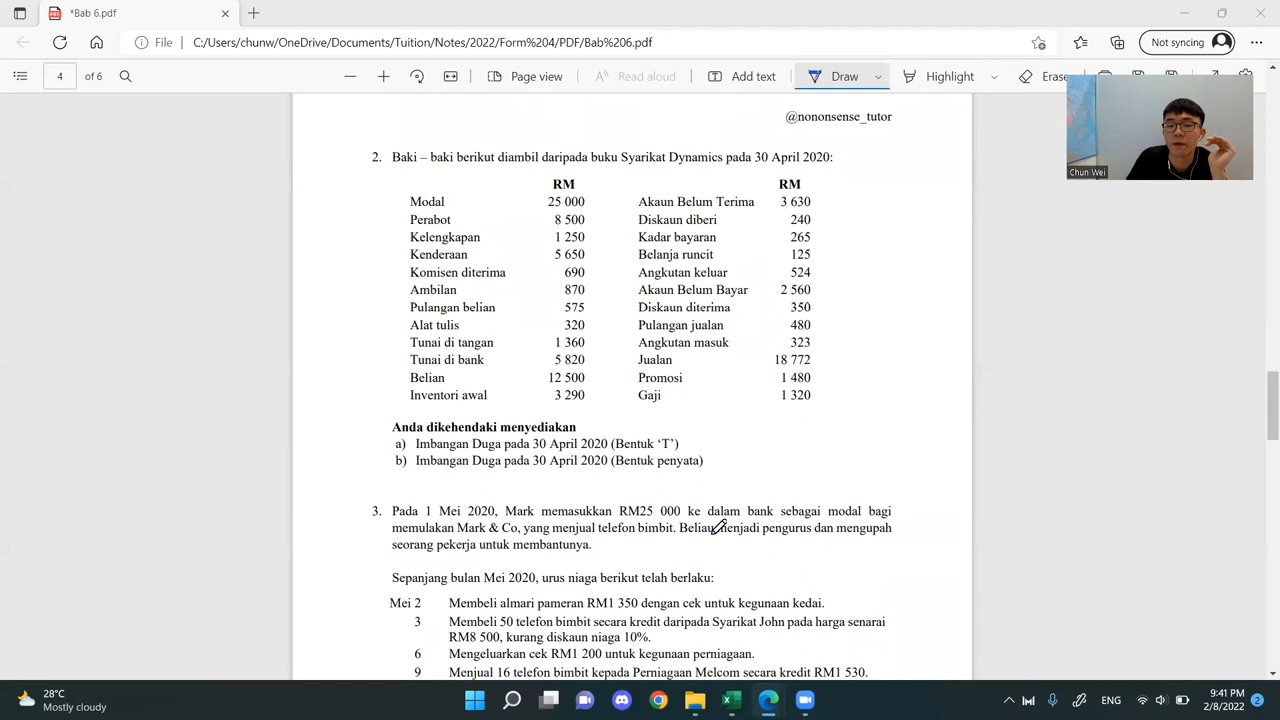 *Bab 6.pdf
File C:/Users/chunw/OneDrive/Documents/Tuition/Notes/2022/Form%204/PDF/Bab%206.pdf Not syncing
4 of 6 Page view Read aloud Add text Draw Highlight Erase
Chun Wei
@nononsense_tutor
2. Baki – baki berikut diambil daripada buku Syarikat Dynamics pada 30 April 2020:
RM RM
Modal 25 000 Akaun Belum Terima 3 630
Perabot 8 500 Diskaun diberi 240
Kelengkapan 1 250 Kadar bayaran 265
Kenderaan 5 650 Belanja runcit 125
Komisen diterima 690 Angkutan keluar 524
Ambilan 870 Akaun Belum Bayar 2 560
Pulangan belian 575 Diskaun diterima 350
Alat tulis 320 Pulangan jualan 480
Tunai di tangan 1 360 Angkutan masuk 323
Tunai di bank 5 820 Jualan 18 772
Belian 12 500 Promosi 1 480
Inventori awal 3 290 Gaji 1 320
Anda dikehendaki menyediakan
a) Imbangan Duga pada 30 April 2020 (Bentuk ‘T’)
b) Imbangan Duga pada 30 April 2020 (Bentuk penyata)
3. Pada 1 Mei 2020, Mark memasukkan RM25 000 ke dalam bank sebagai modal bagi
memulakan Mark & Co, yang menjual telefon bimbit. Beliau menjadi pengurus dan mengupah
seorang pekerja untuk membantunya.
Sepanjang bulan Mei 2020, urus niaga berikut telah berlaku:
Mei 2 Membeli almari pameran RM1 350 dengan cek untuk kegunaan kedai.
3 Membeli 50 telefon bimbit secara kredit daripada Syarikat John pada harga senarai
RM8 500, kurang diskaun niaga 10%.
6 Mengeluarkan cek RM1 200 untuk kegunaan perniagaan.
9 Menjual 16 telefon bimbit kepada Perniagaan Melcom secara kredit RM1 530.
28°C
Mostly cloudy
ENG
9:41 PM
2/8/2022
2